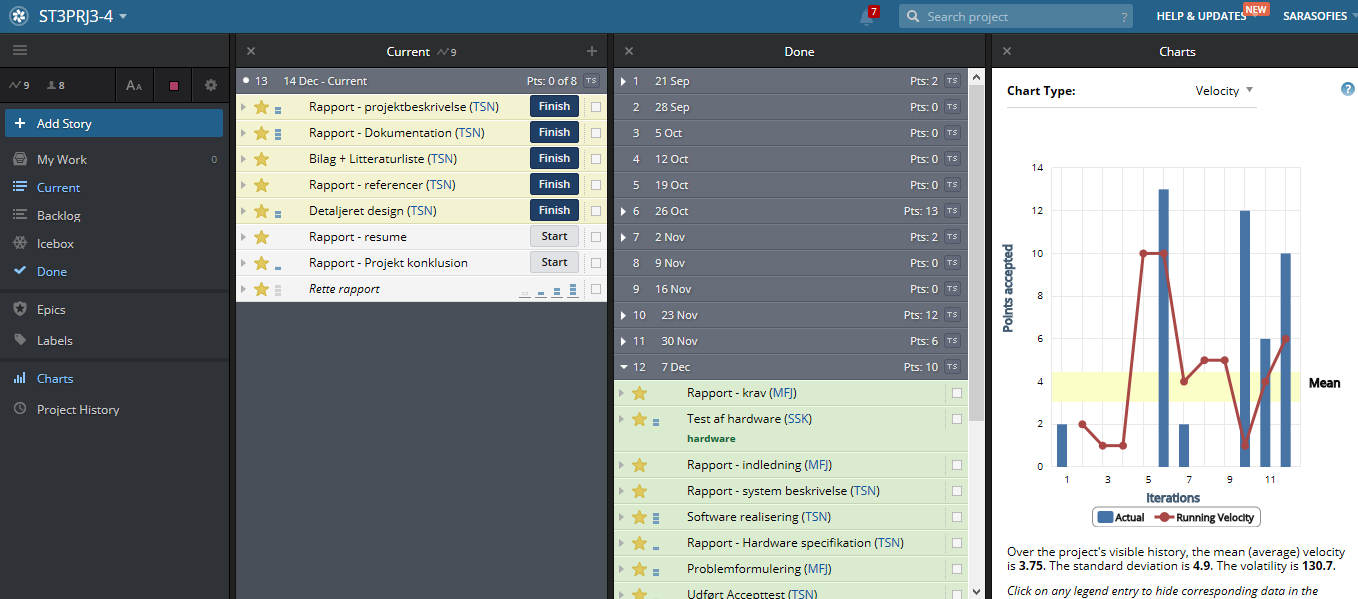 ST3PRJ3-4
7
Search project
?
HELP & UPDATES
NEW
SARASOFIES
9
8
AA
Add Story
My Work
0
Current
Backlog
Icebox
Done
Epics
Labels
Charts
Project History
Current 9
13 14 Dec - Current Pts: 0 of 8 TS
Rapport - projektbeskrivelse (TSN) Finish
Rapport - Dokumentation (TSN) Finish
Bilag + Litteraturliste (TSN) Finish
Rapport - referencer (TSN) Finish
Detaljeret design (TSN) Finish
Rapport - resume Start
Rapport - Projekt konklusion Start
Rette rapport
Done
1 21 Sep Pts: 2 TS
2 28 Sep Pts: 0 TS
3 5 Oct Pts: 0 TS
4 12 Oct Pts: 0 TS
5 19 Oct Pts: 0 TS
6 26 Oct Pts: 13 TS
7 2 Nov Pts: 2 TS
8 9 Nov Pts: 0 TS
9 16 Nov Pts: 0 TS
10 23 Nov Pts: 12 TS
11 30 Nov Pts: 6 TS
12 7 Dec Pts: 10 TS
Rapport - krav (MFJ)
Test af hardware (SSK)
hardware
Rapport - indledning (MFJ)
Rapport - system beskrivelse (TSN)
Software realisering (TSN)
Rapport - Hardware specifikation (TSN)
Problemformulering (MFJ)
Udført Accepttest (TSN)
Charts
Chart Type: Velocity
?
14
12
10
8
6
4
2
0
Points accepted
Mean
1 3 5 7 9 11
Iterations
Actual Running Velocity
Over the project's visible history, the mean (average) velocity
is 3.75. The standard deviation is 4.9. The volatility is 130.7.
Click on any legend entry to hide corresponding data in the